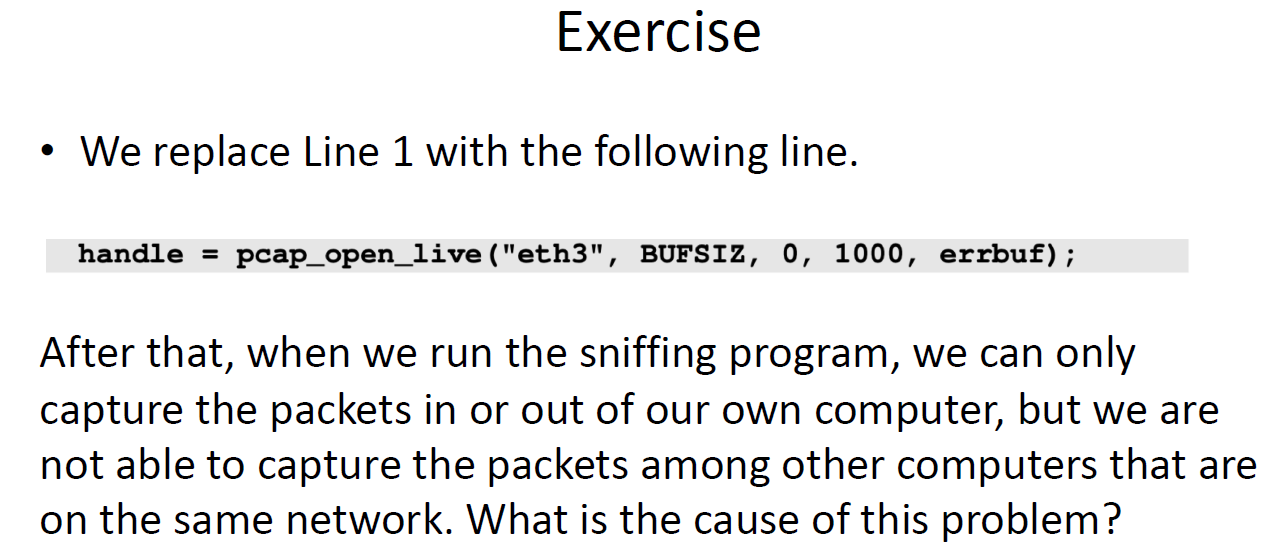 Exercise
• We replace Line 1 with the following line.
handle = pcap_open_live("eth3", BUFSIZ, 0, 1000, errbuf);
After that, when we run the sniffing program, we can only
capture the packets in or out of our own computer, but we are
not able to capture the packets among other computers that are
on the same network. What is the cause of this problem?